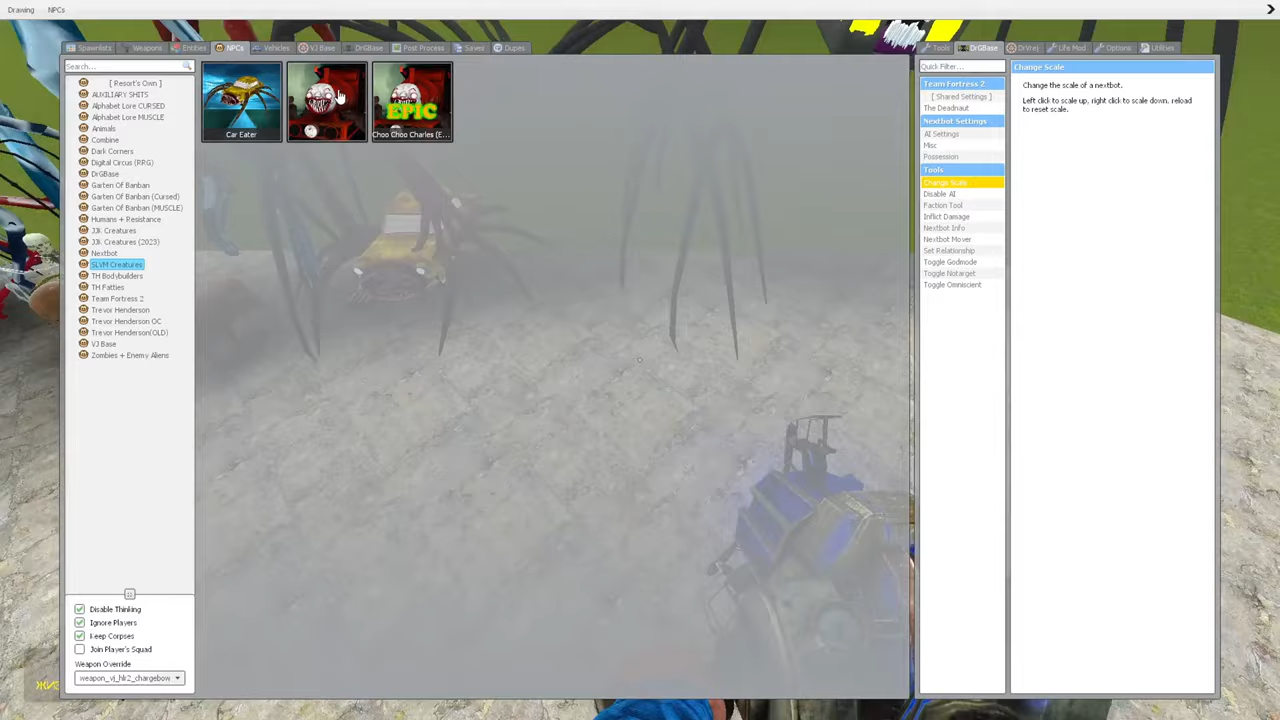 Drawing NPCs
Spawnlists Weapons Entities NPCs Vehicles VJ Base DrGBase Post Process Saves Dupes
Search...
[ Resort's Own ]
AUXILIARY SHITS
Alphabet Lore CURSED
Alphabet Lore MUSCLE
Animals
Combine
Dark Corners
Digital Circus (RRG)
DrGBase
Garten Of Banban
Garten Of Banban (Cursed)
Garten Of Banban (MUSCLE)
Humans + Resistance
JJK Creatures
JJK Creatures (2023)
Nextbot
SLVM Creatures
TH Bodybuilders
TH Fatties
Team Fortress 2
Trevor Henderson
Trevor Henderson OC
Trevor Henderson(OLD)
VJ Base
Zombies + Enemy Aliens
Disable Thinking
Ignore Players
Keep Corpses
Join Player's Squad
Weapon Override
weapon_vj_hlr2_chargebow
Car Eater
EPIC
Choo Choo Charles (E...
Tools DrGBase DrVrej Life Mod Options Utilities
Quick Filter...
Team Fortress 2
[ Shared Settings ]
The Deadnaut
Nextbot Settings
AI Settings
Misc
Possession
Tools
Change Scale
Disable AI
Faction Tool
Inflict Damage
Nextbot Info
Nextbot Mover
Set Relationship
Toggle Godmode
Toggle Notarget
Toggle Omniscient
Change Scale
Change the scale of a nextbot.
Left click to scale up, right click to scale down, reload
to reset scale.